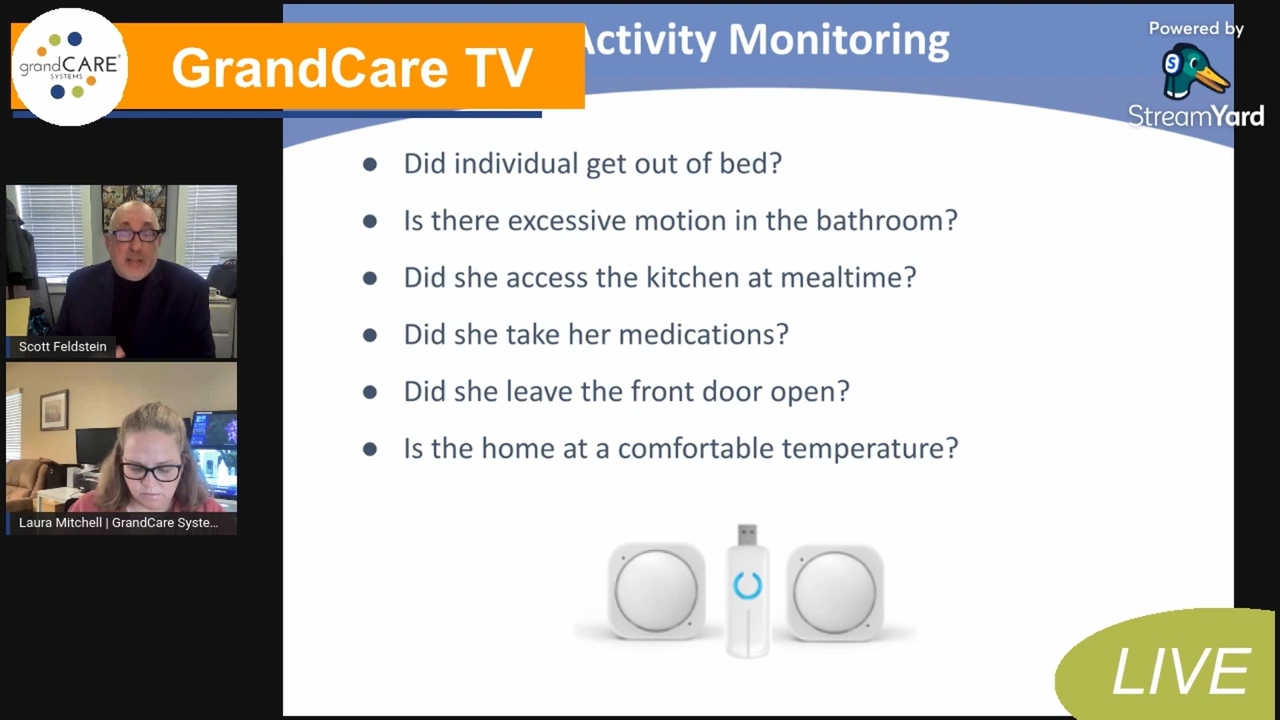 grandCARE
SYSTEMS
GrandCare TV
Activity Monitoring
Powered by
StreamYard
● Did individual get out of bed?
● Is there excessive motion in the bathroom?
● Did she access the kitchen at mealtime?
● Did she take her medications?
● Did she leave the front door open?
● Is the home at a comfortable temperature?
Scott Feldstein
Laura Mitchell | GrandCare Syste...
LIVE